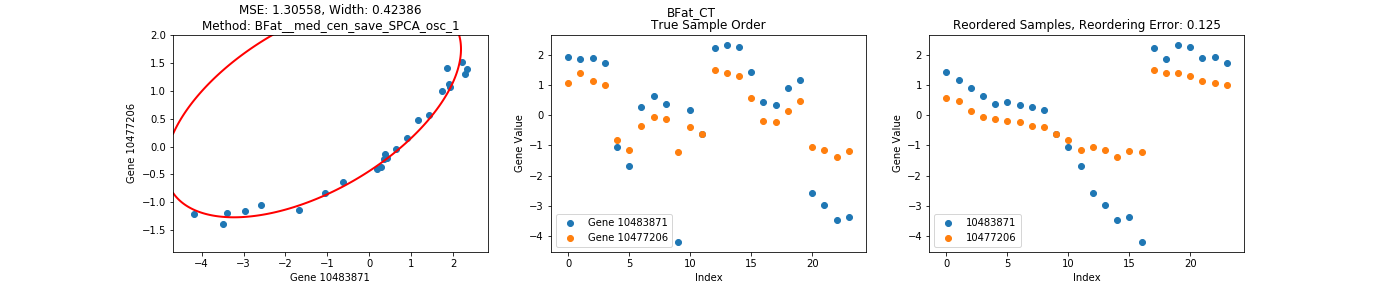 BFat_CT
MSE: 1.30558, Width: 0.42386
Method: BFat__med_cen_save_SPCA_osc_1
2.0
1.5
1.0
0.5
0.0
−0.5
−1.0
−1.5
Gene 10477206
−4 −3 −2 −1 0 1 2
Gene 10483871
True Sample Order
2
1
0
−1
−2
−3
−4
Gene Value
Gene 10483871
Gene 10477206
0 5 10 15 20
Index
Reordered Samples, Reordering Error: 0.125
2
1
0
−1
−2
−3
−4
Gene Value
10483871
10477206
0 5 10 15 20
Index